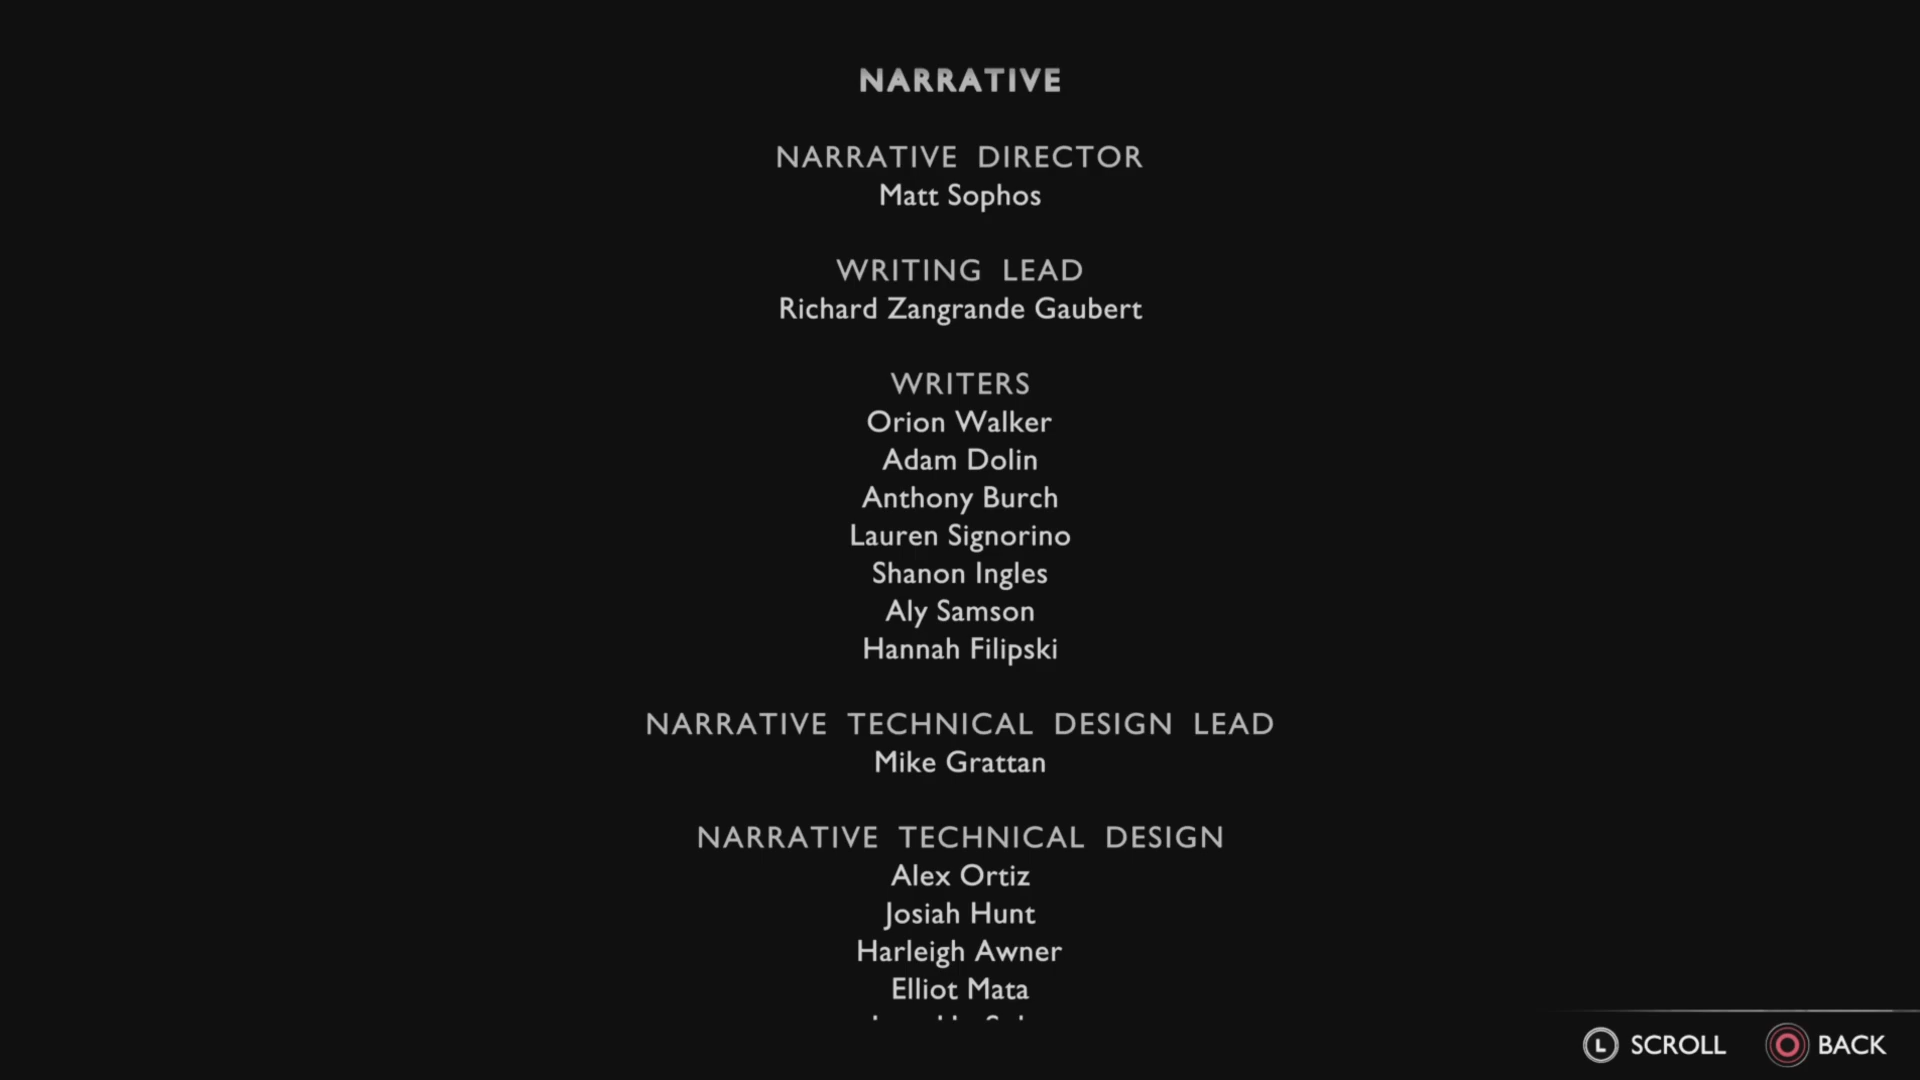 NARRATIVE
NARRATIVE DIRECTOR
Matt Sophos
WRITING LEAD
Richard Zangrande Gaubert
WRITERS
Orion Walker
Adam Dolin
Anthony Burch
Lauren Signorino
Shanon Ingles
Aly Samson
Hannah Filipski
NARRATIVE TECHNICAL DESIGN LEAD
Mike Grattan
NARRATIVE TECHNICAL DESIGN
Alex Ortiz
Josiah Hunt
Harleigh Awner
Elliot Mata
L SCROLL BACK